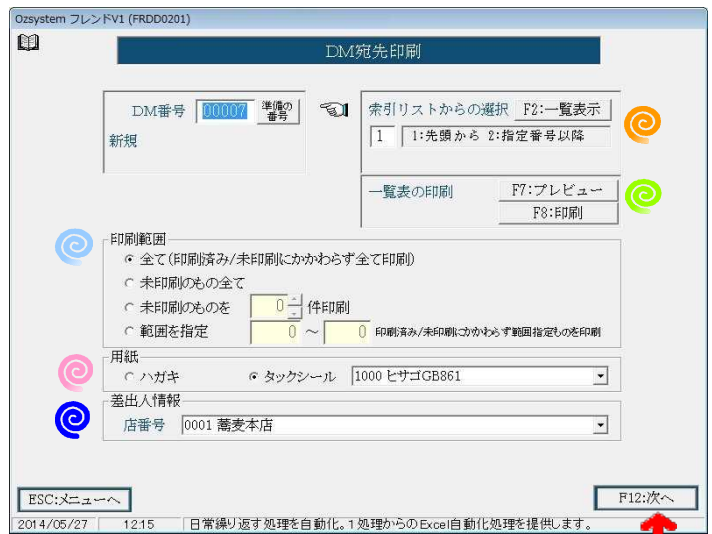 Ozsystem フレンドV1 (FRDD0201)
DM宛先印刷
DM番号 00007 準備の番号
新規
索引リストからの選択 F2:一覧表示
1 1:先頭から 2:指定番号以降
一覧表の印刷 F7:プレビュー
F8:印刷
印刷範囲
全て(印刷済み/未印刷にかかわらず全て印刷)
未印刷のもの全て
未印刷のものを 0 件印刷
範囲を指定 0 ～ 0 印刷済み/未印刷にかかわらず範囲指定ものを印刷
用紙
ハガキ タックシール 1000 ヒサゴGB861
差出人情報
店番号 0001 蕎麦本店
ESC:メニューへ F12:次へ
2014/05/27 12:15 日常繰り返す処理を自動化。1処理からのExcel自動化処理を提供します。